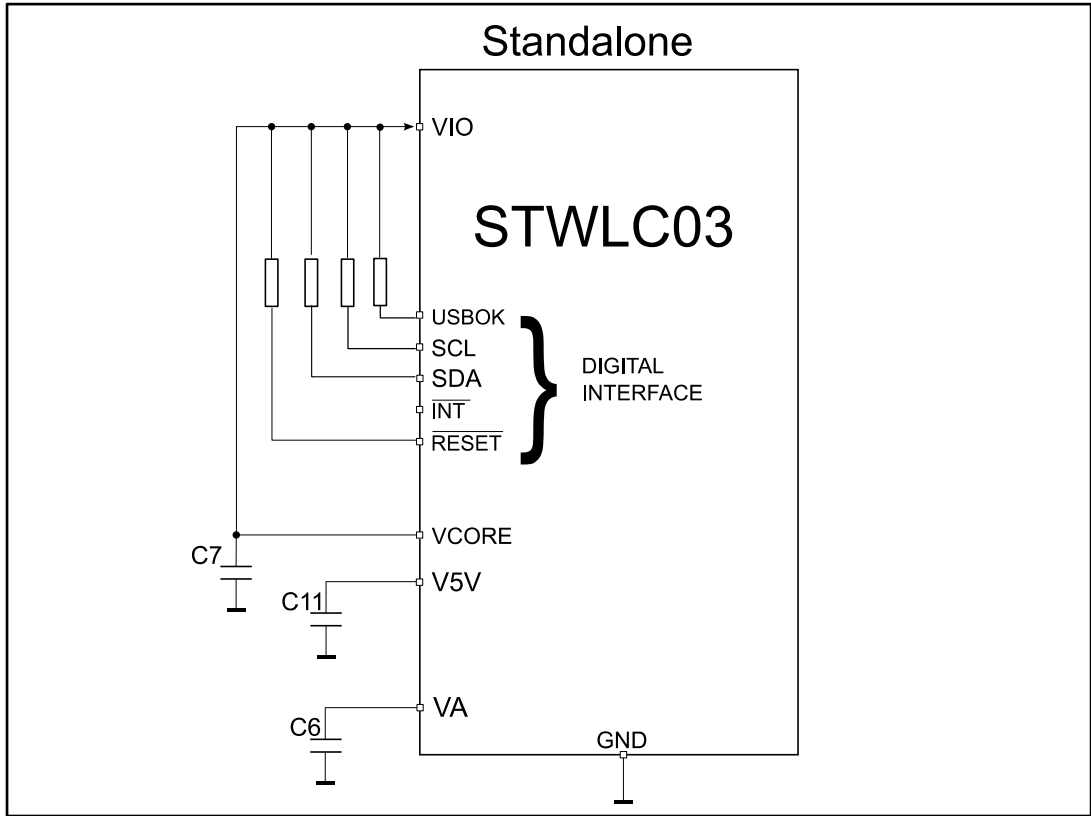 Standalone
VIO
STWLC03
USBOK
SCL
SDA
INT
RESET
DIGITAL
INTERFACE
VCORE
C7
V5V
C11
VA
C6
GND